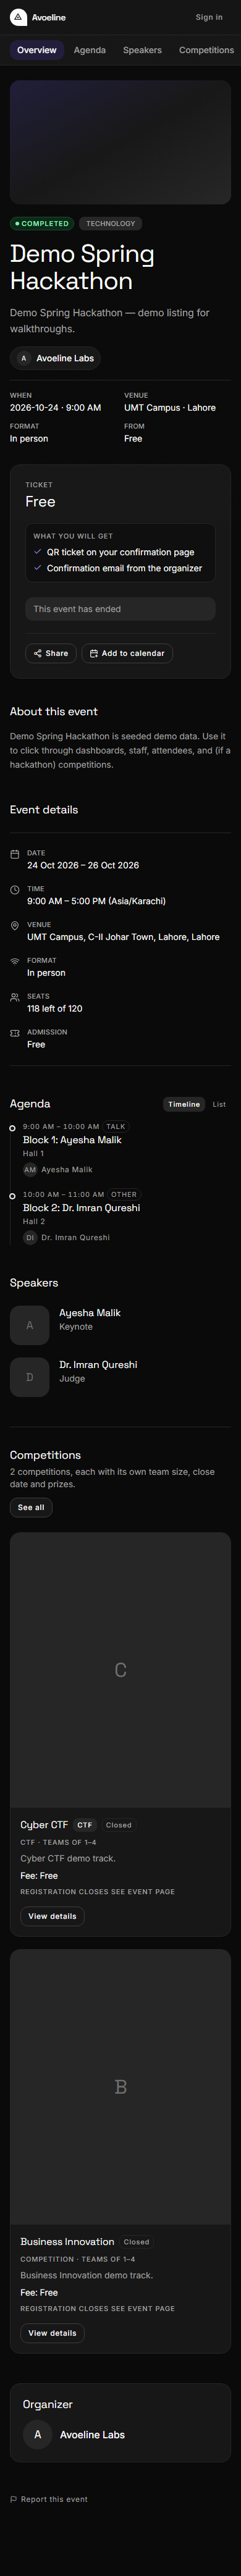 Avoeline
Sign in
Overview
Agenda
Speakers
Competitions
COMPLETED
TECHNOLOGY
Demo Spring
Hackathon
Demo Spring Hackathon — demo listing for
walkthroughs.
A
Avoeline Labs
WHEN
2026-10-24 · 9:00 AM
VENUE
UMT Campus · Lahore
FORMAT
In person
FROM
Free
TICKET
Free
WHAT YOU WILL GET
QR ticket on your confirmation page
Confirmation email from the organizer
This event has ended
Share
Add to calendar
About this event
Demo Spring Hackathon is seeded demo data. Use it
to click through dashboards, staff, attendees, and (if a
hackathon) competitions.
Event details
DATE
24 Oct 2026 – 26 Oct 2026
TIME
9:00 AM – 5:00 PM (Asia/Karachi)
VENUE
UMT Campus, C-II Johar Town, Lahore, Lahore
FORMAT
In person
SEATS
118 left of 120
ADMISSION
Free
Agenda
Timeline
List
9:00 AM – 10:00 AM TALK
Block 1: Ayesha Malik
Hall 1
AM Ayesha Malik
10:00 AM – 11:00 AM OTHER
Block 2: Dr. Imran Qureshi
Hall 2
DI Dr. Imran Qureshi
Speakers
A
Ayesha Malik
Keynote
D
Dr. Imran Qureshi
Judge
Competitions
2 competitions, each with its own team size, close
date and prizes.
See all
C
Cyber CTF CTF Closed
CTF · TEAMS OF 1–4
Cyber CTF demo track.
Fee: Free
REGISTRATION CLOSES SEE EVENT PAGE
View details
B
Business Innovation Closed
COMPETITION · TEAMS OF 1–4
Business Innovation demo track.
Fee: Free
REGISTRATION CLOSES SEE EVENT PAGE
View details
Organizer
A
Avoeline Labs
Report this event